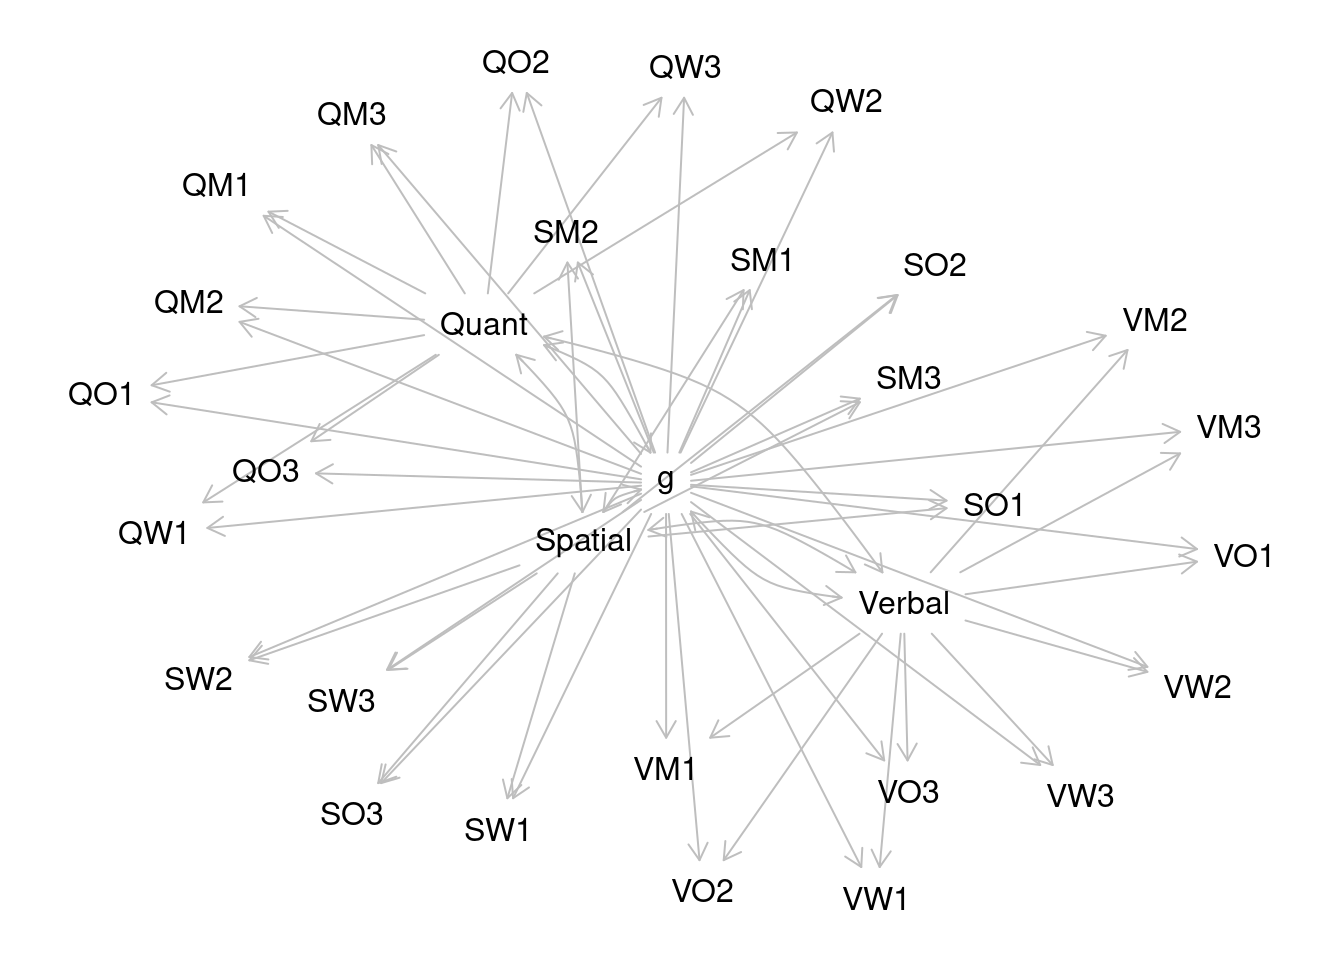 QO2
QW3
QW2
QM3
QM1
SM2
SM1
SO2
QM2
Quant
VM2
QO1
SM3
VM3
QO3
g
SO1
QW1
Spatial
VO1
Verbal
SW2
SW3
VW2
VM1
VO3
VW3
SO3
SW1
VO2
VW1